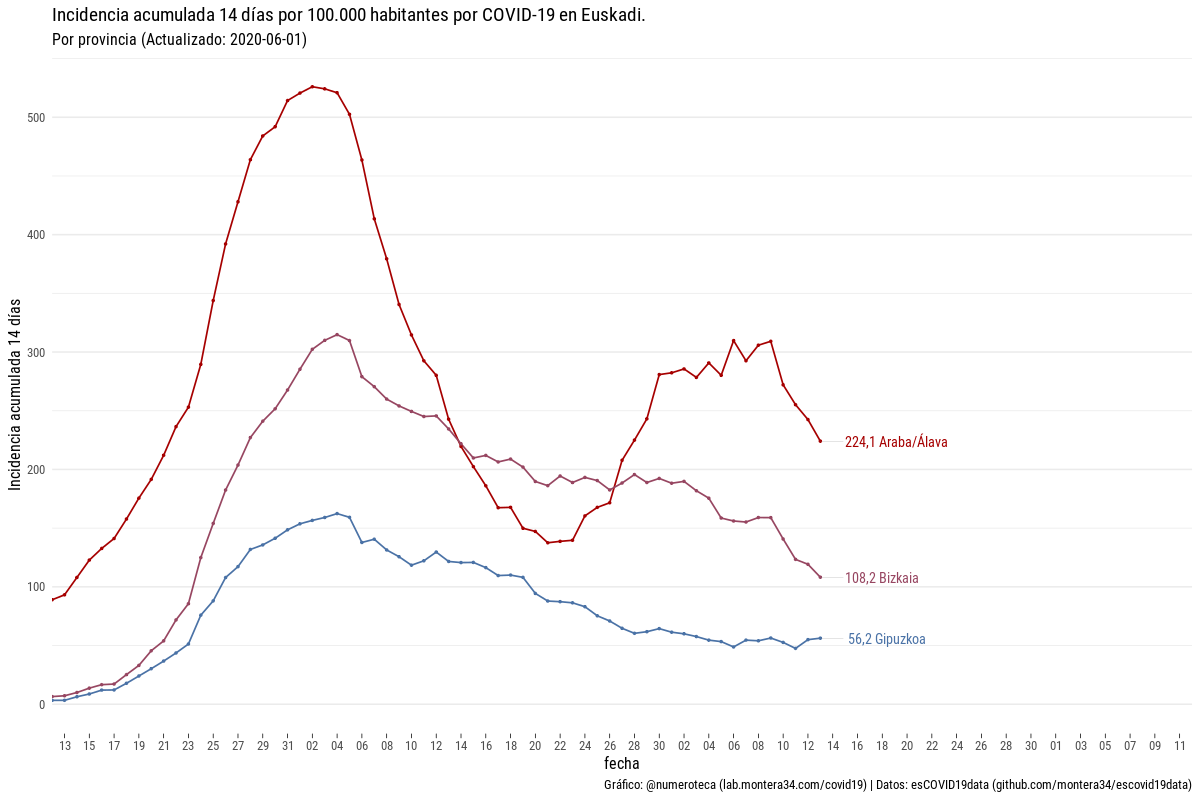 Incidencia acumulada 14 días por 100.000 habitantes por COVID-19 en Euskadi.
Por provincia (Actualizado: 2020-06-01)
Incidencia acumulada 14 días
500
400
300
200
100
0
224,1 Araba/Álava
108,2 Bizkaia
56,2 Gipuzkoa
13 15 17 19 21 23 25 27 29 31 02 04 06 08 10 12 14 16 18 20 22 24 26 28 30 02 04 06 08 10 12 14 16 18 20 22 24 26 28 30 01 03 05 07 09 11
fecha
Gráfico: @numeroteca (lab.montera34.com/covid19) | Datos: esCOVID19data (github.com/montera34/escovid19data)